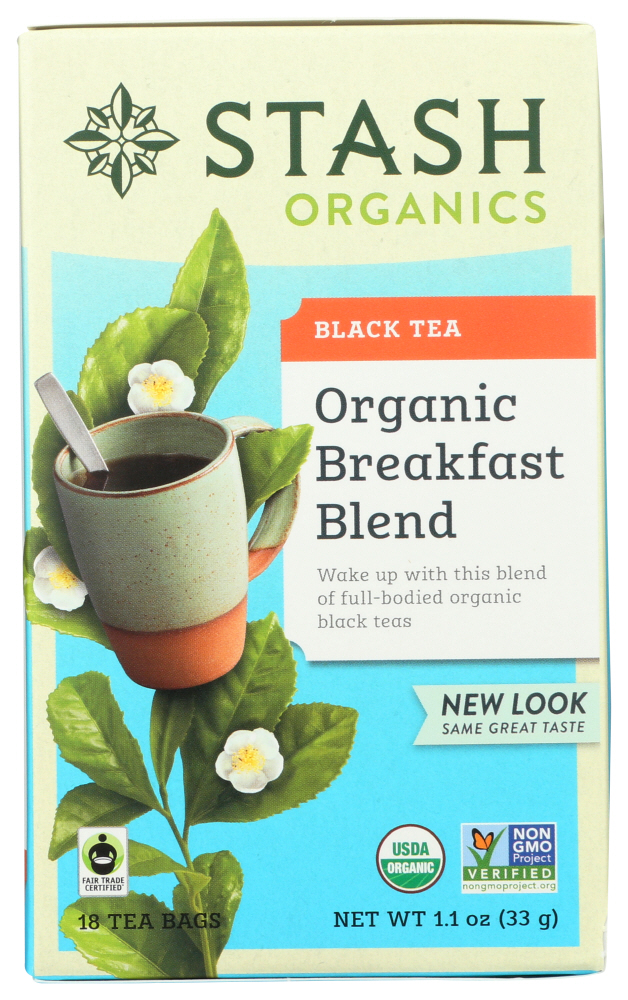 STASH
ORGANICS
BLACK TEA
Organic
Breakfast
Blend
Wake up with this blend
of full-bodied organic
black teas
NEW LOOK
SAME GREAT TASTE
FAIR TRADE
CERTIFIED
USDA
ORGANIC
NON
GMO
Project
VERIFIED
nongmoproject.org
18 TEA BAGS
NET WT 1.1 oz (33 g)